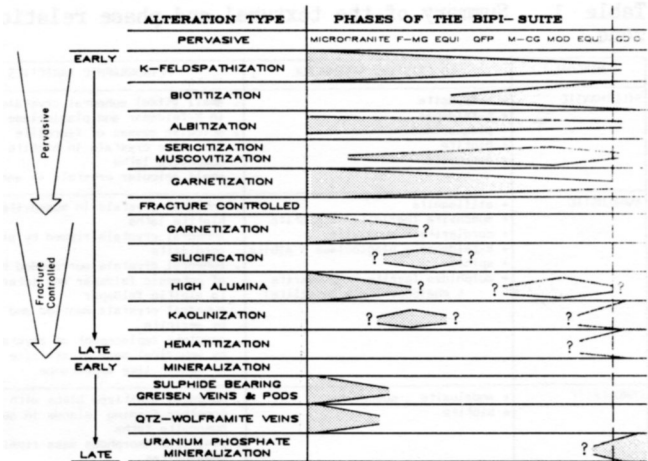 ALTERATION TYPE PHASES OF THE BIPI-SUITE
PERVASIVE MICROGRANITE F-MG EQUI QFP M-CG MOD EQUI
EARLY
K-FELDSPATHIZATION
BIOTITIZATION
ALBITIZATION
SERICITIZATION
MUSCOVITIZATION
GARNETIZATION
Pervasive
FRACTURE CONTROLLED
GARNETIZATION ?
SILICIFICATION ? ?
HIGH ALUMINA ? ? ?
KAOLINIZATION ? ? ?
HEMATITIZATION ?
Fracture
Controlled
LATE
EARLY MINERALIZATION
SULPHIDE BEARING
GREISEN VEINS & PODS
QTZ-WOLFRAMITE VEINS
URANIUM PHOSPHATE
MINERALIZATION ?
LATE